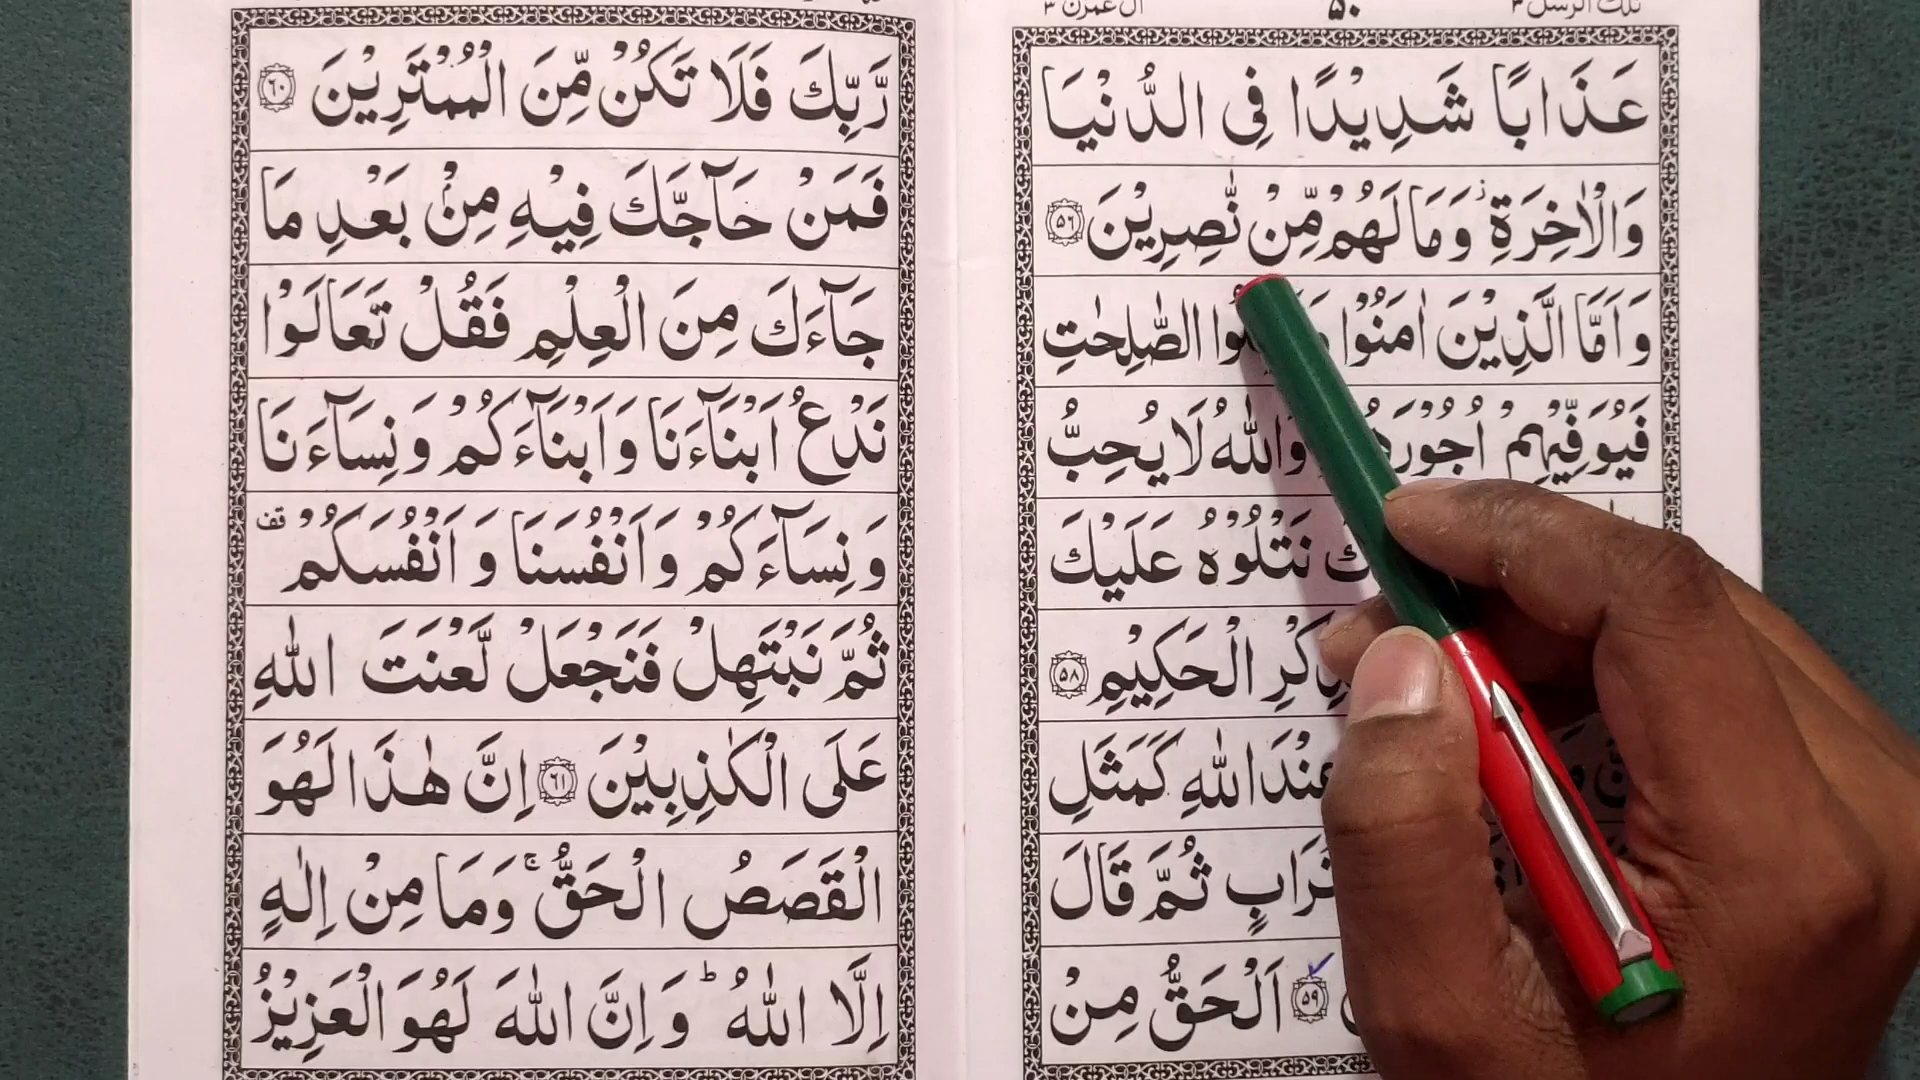 تلك الرسل ٣ ٥٠ اٰل عمرٰن ٣
عَذَابًا شَدِيْدًا فِى الدُّنْيَا
وَالْاٰخِرَةِ ز وَمَا لَهُمْ مِّنْ نّٰصِرِيْنَ ۝٥٦
وَاَمَّا الَّذِيْنَ اٰمَنُوْا الصّٰلِحٰتِ
فَيُوَفِّيْهِمْ وَاللّٰهُ لَا يُحِبُّ
نَتْلُوْهُ عَلَيْكَ
الْحَكِيْمِ ۝٥٨
اللّٰهِ كَمَثَلِ
ثُمَّ قَالَ
۝٥٩ اَلْحَقُّ مِنْ
رَّبِّكَ فَلَا تَكُنْ مِّنَ الْمُمْتَرِيْنَ ۝٦٠
فَمَنْ حَآجَّكَ فِيْهِ مِنْۢ بَعْدِ مَا
جَآءَكَ مِنَ الْعِلْمِ فَقُلْ تَعَالَوْا
نَدْعُ اَبْنَآءَنَا وَاَبْنَآءَكُمْ وَنِسَآءَنَا
وَنِسَآءَكُمْ وَاَنْفُسَنَا وَاَنْفُسَكُمْ قف
ثُمَّ نَبْتَهِلْ فَنَجْعَلْ لَّعْنَتَ اللّٰهِ
عَلَى الْكٰذِبِيْنَ ۝٦١ اِنَّ هٰذَا لَهُوَ
الْقَصَصُ الْحَقُّ ۚ وَمَا مِنْ اِلٰهٍ
اِلَّا اللّٰهُ ؕ وَاِنَّ اللّٰهَ لَهُوَ الْعَزِيْزُ